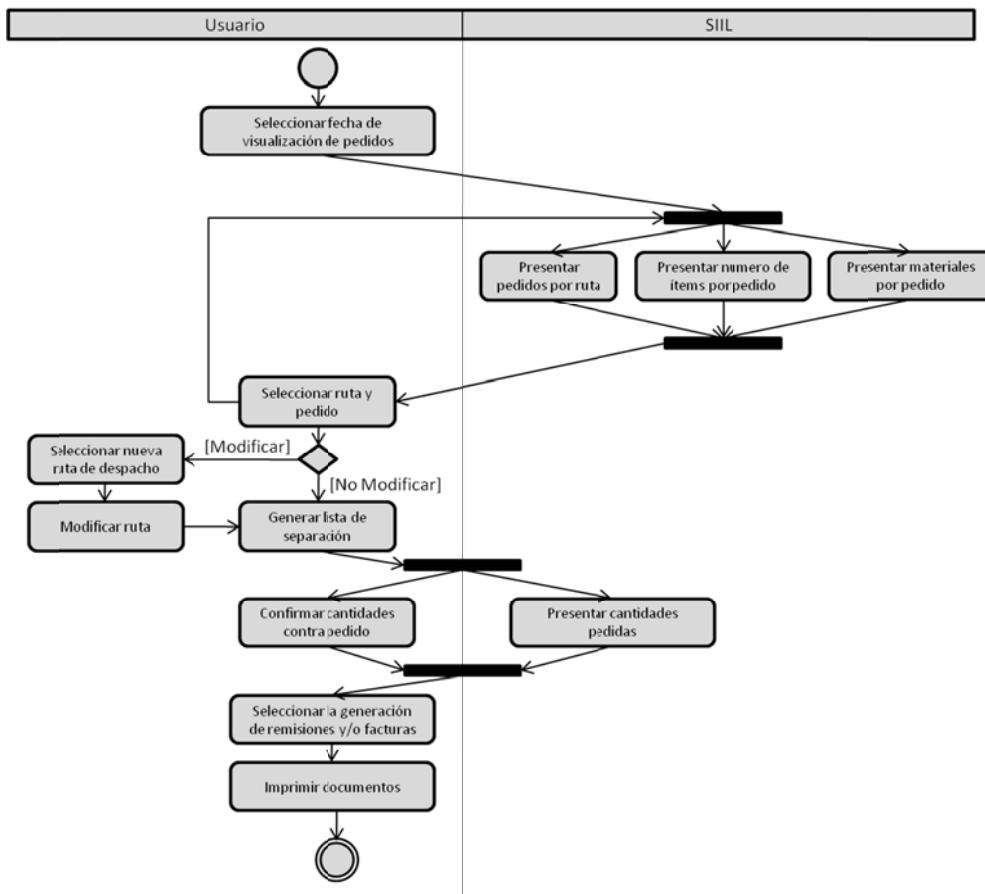 Usuario
SIIL
Seleccionar fecha de
visualización de pedidos
Presentar
pedidos por ruta
Presentar numero de
ítems por pedido
Presentar materiales
por pedido
Seleccionar ruta y
pedido
[Modificar]
Seleccionar nueva
ruta de despacho
[No Modificar]
Modificar ruta
Generar lista de
separación
Confirmar cantidades
contra pedido
Presentar cantidades
pedidas
Seleccionar la generación
de remisiones y/o facturas
Imprimir documentos